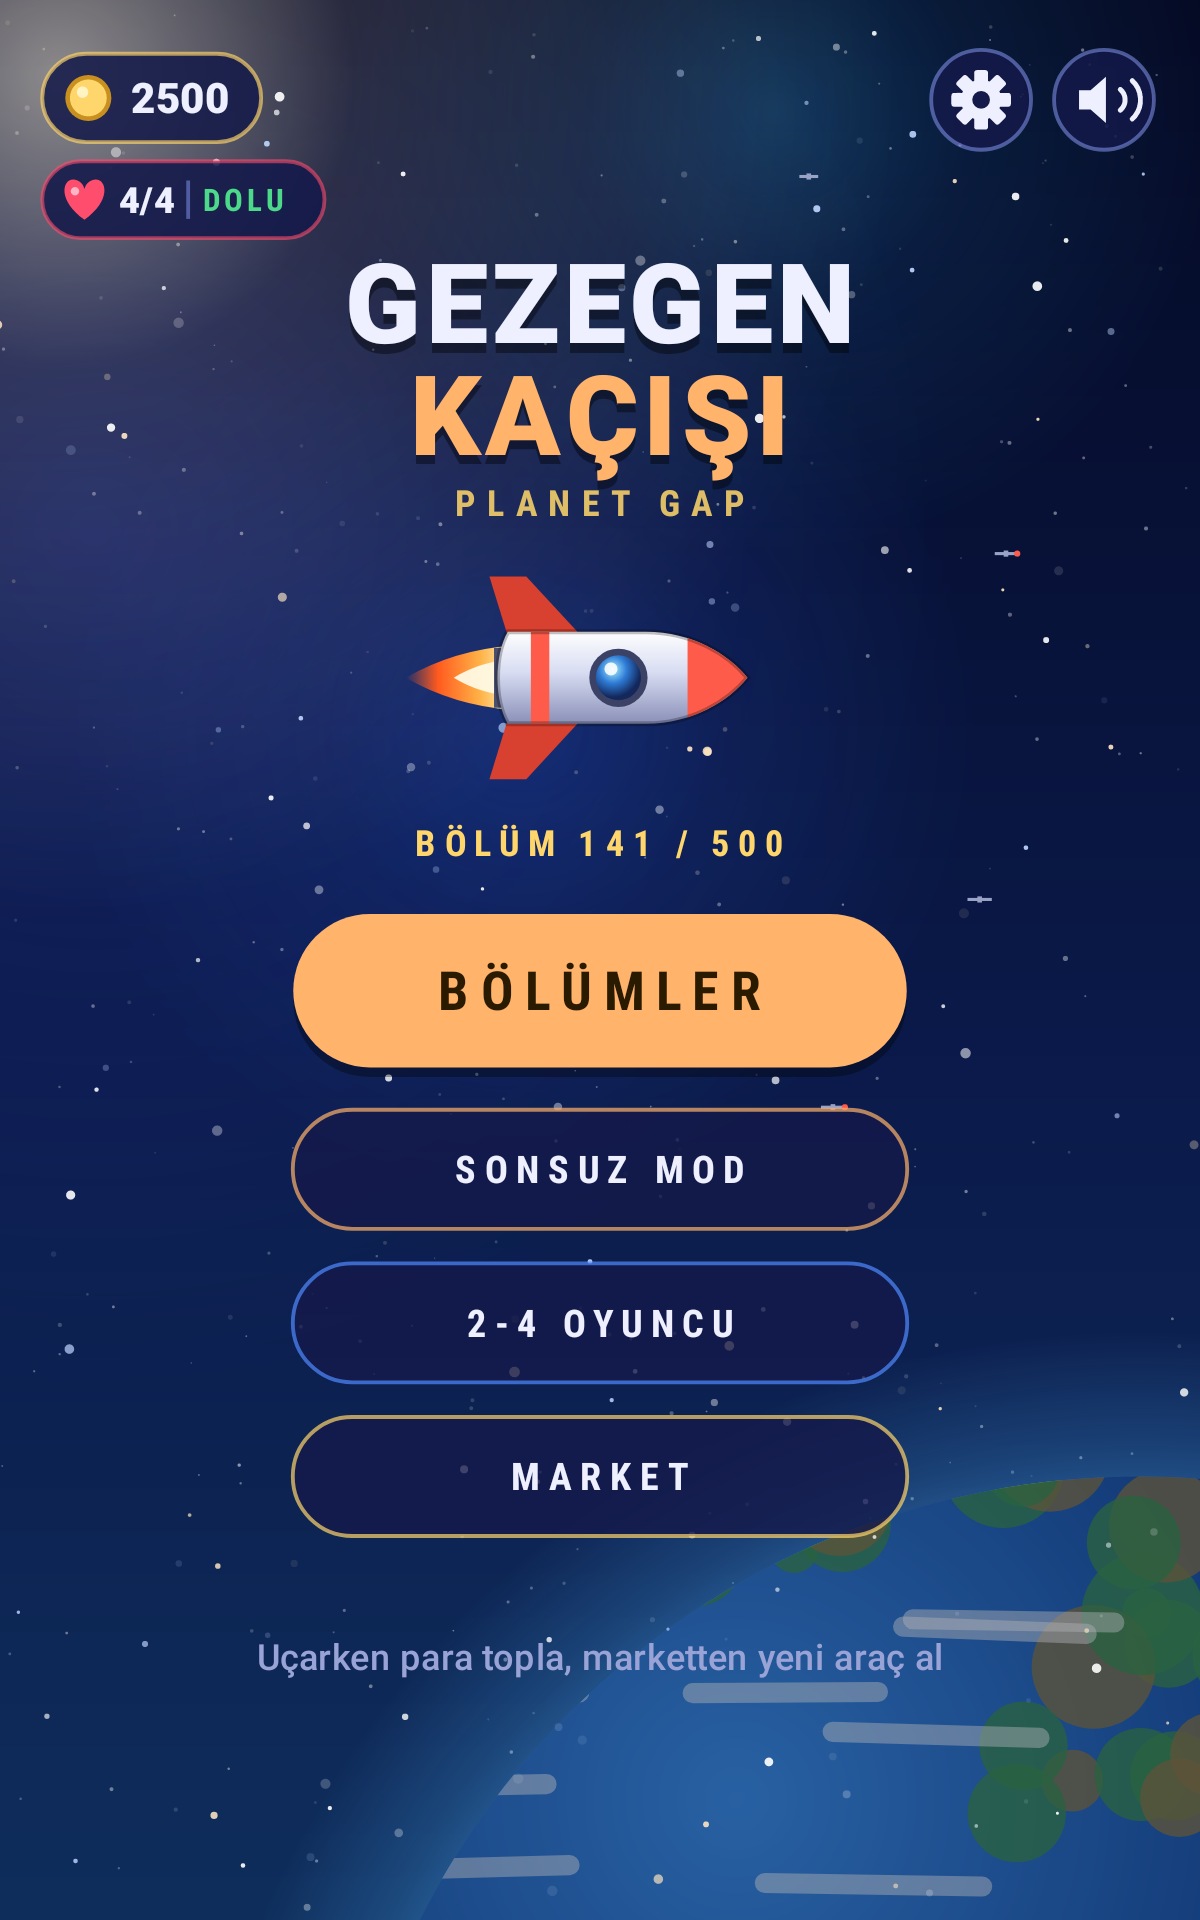 2500
4/4 | DOLU
GEZEGEN
KAÇIŞI
PLANET GAP
BÖLÜM 141 / 500
BÖLÜMLER
SONSUZ MOD
2-4 OYUNCU
MARKET
Uçarken para topla, marketten yeni araç al